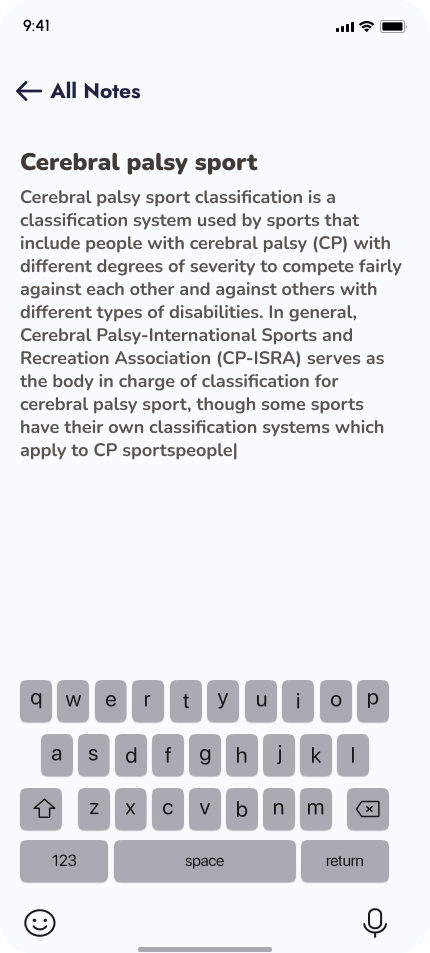 9:41
All Notes
Cerebral palsy sport
Cerebral palsy sport classification is a
classification system used by sports that
include people with cerebral palsy (CP) with
different degrees of severity to compete fairly
against each other and against others with
different types of disabilities. In general,
Cerebral Palsy-International Sports and
Recreation Association (CP-ISRA) serves as
the body in charge of classification for
cerebral palsy sport, though some sports
have their own classification systems which
apply to CP sportspeople
q w e r t y u i o p
a s d f g h j k l
z x c v b n m
123 space return